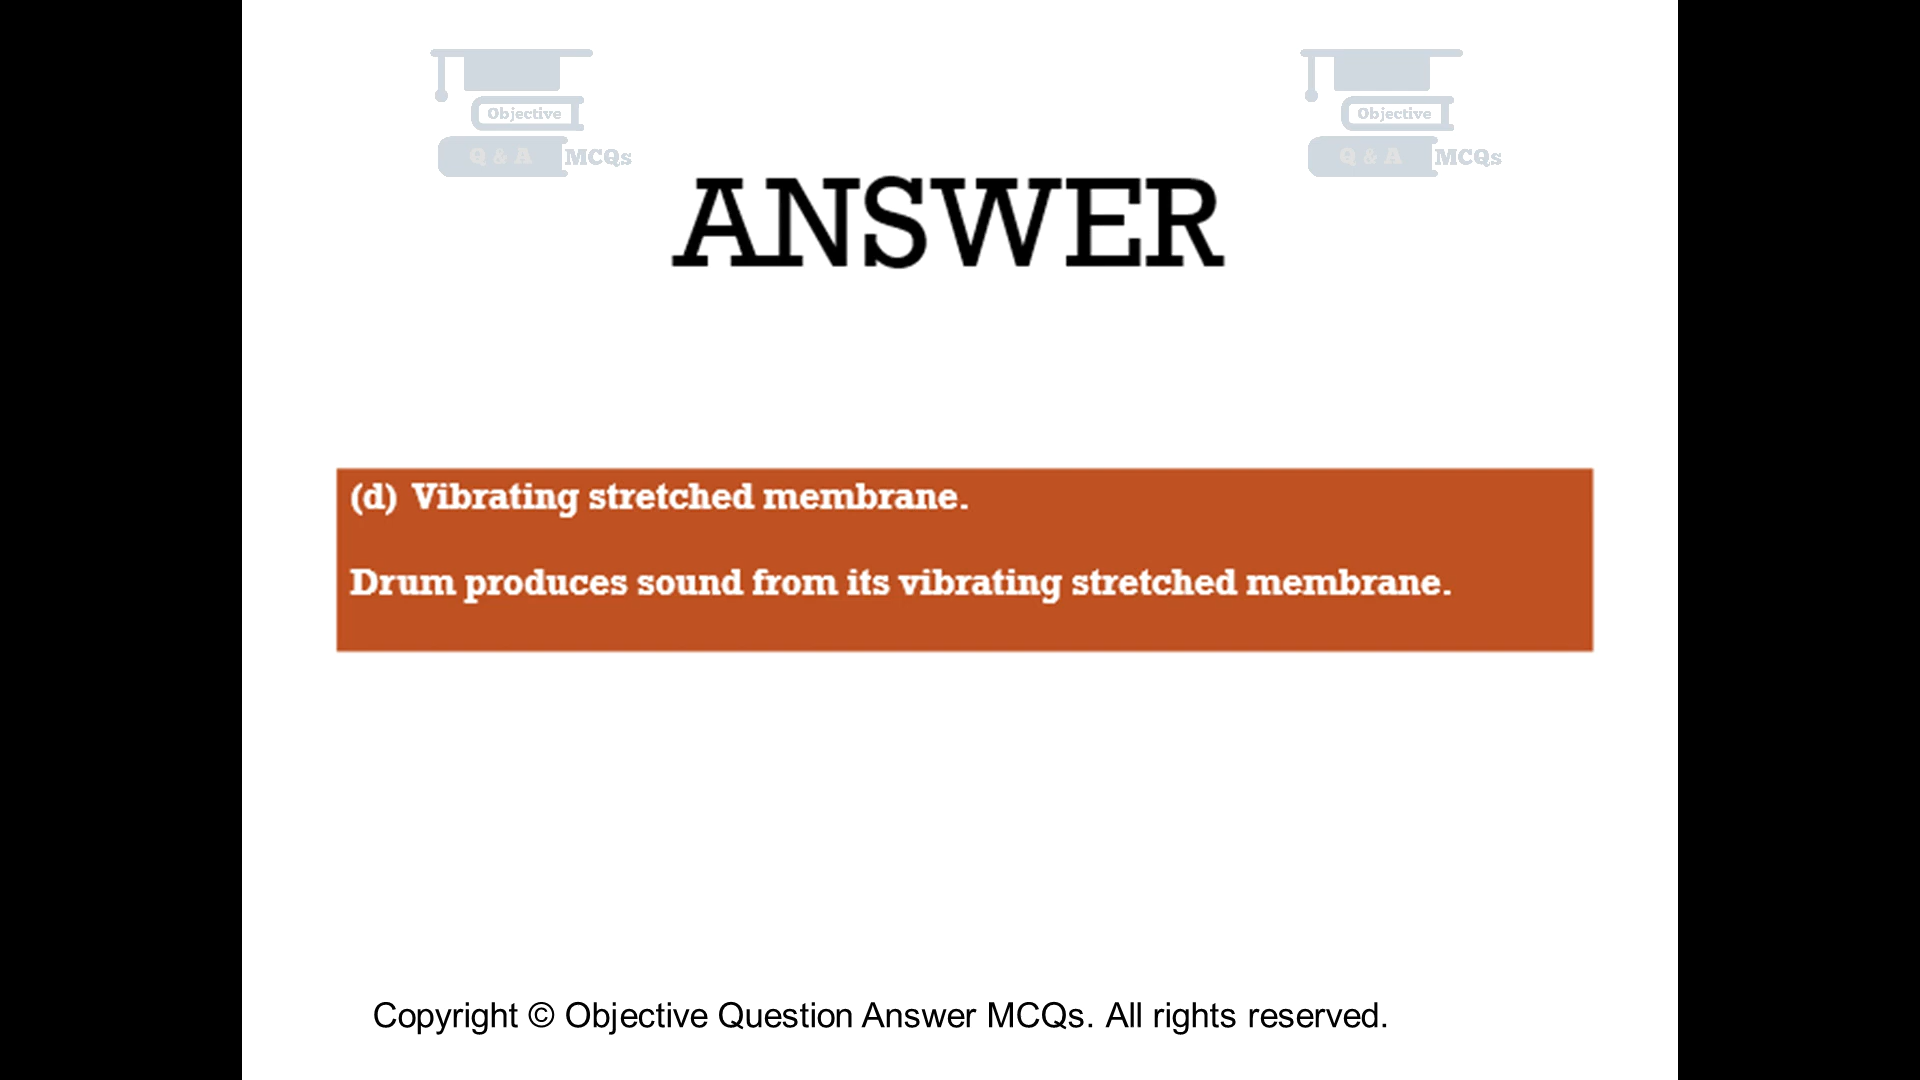 Objective
Q & A MCQs
Objective
Q & A MCQs
ANSWER
(d) Vibrating stretched membrane.
Drum produces sound from its vibrating stretched membrane.
Copyright © Objective Question Answer MCQs. All rights reserved.